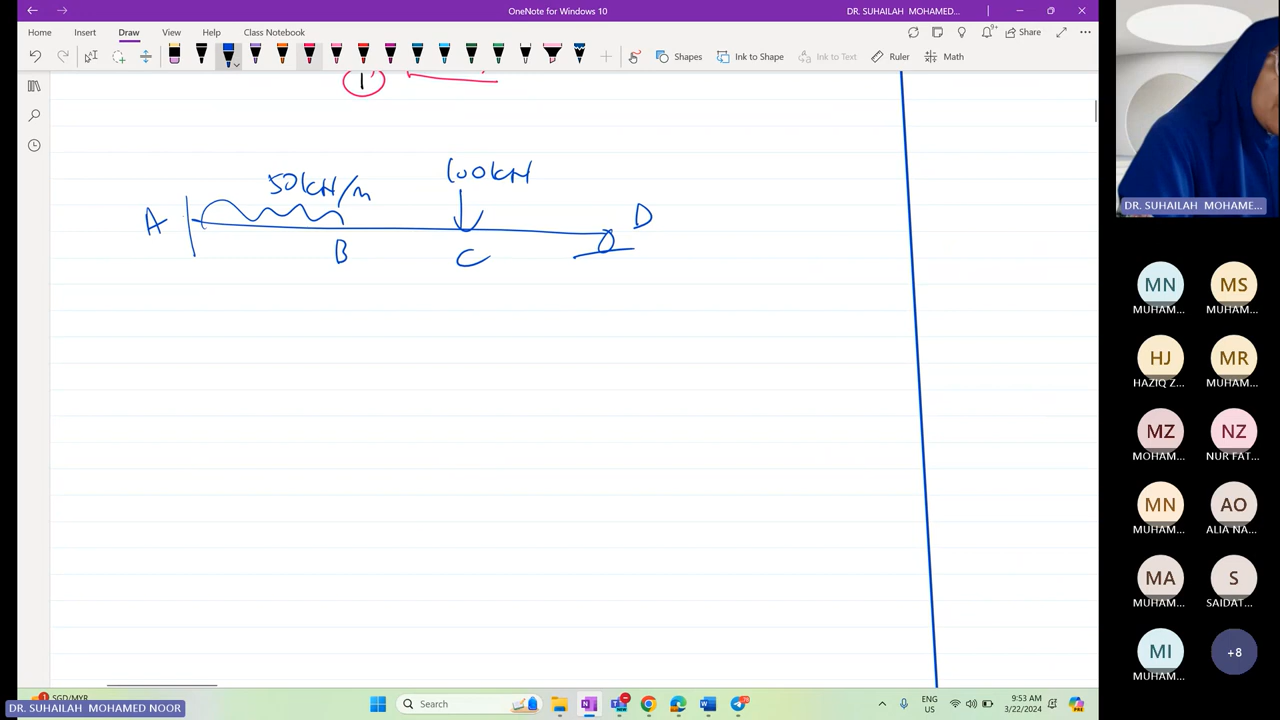 OneNote for Windows 10
DR. SUHAILAH MOHAMED...
Home Insert Draw View Help Class Notebook
Share
Shapes Ink to Shape Ink to Text Ruler Math
1
50kN/m
100kN
A
B
C
D
DR. SUHAILAH MOHAME...
MN MS
MUHAM... MUHAM...
HJ MR
HAZIQ Z... MUHAM...
MZ NZ
MOHAM... NUR FAT...
MN AO
MUHAM... ALIA NA...
MA S
MUHAM... SAIDAT...
MI +8
MUHAM...
SGD/MYR
DR. SUHAILAH MOHAMED NOOR
Search
ENG
US
9:53 AM
3/22/2024